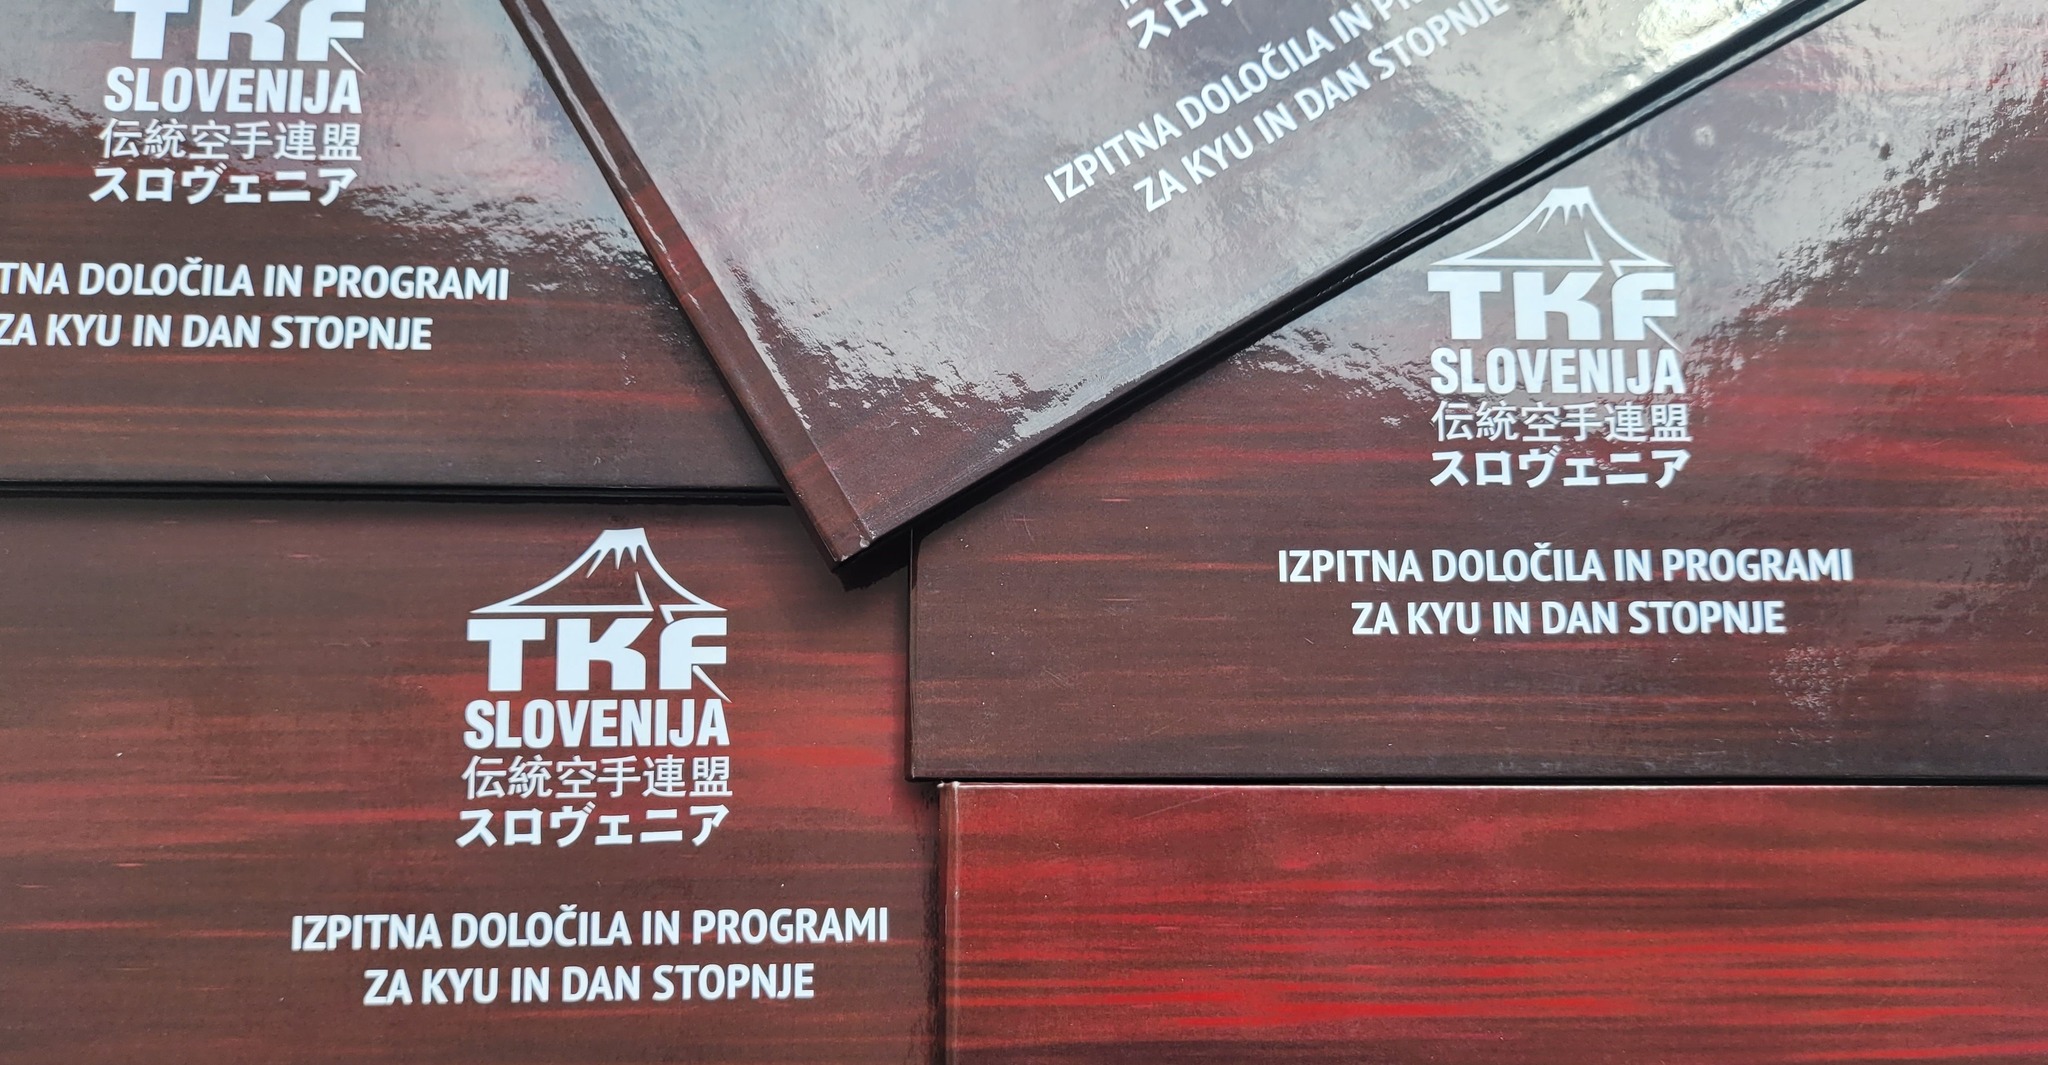 TKF
SLOVENIJA
伝統空手連盟
スロヴェニア
DOLOČILA IN PROGRAMI
ZA KYU IN DAN STOPNJE
IZPITNA DOLOČILA IN
ZA KYU IN DAN STOPNJE
TKF
SLOVENIJA
伝統空手連盟
スロヴェニア
IZPITNA DOLOČILA IN PROGRAMI
ZA KYU IN DAN STOPNJE
TKF
SLOVENIJA
伝統空手連盟
スロヴェニア
IZPITNA DOLOČILA IN PROGRAMI
ZA KYU IN DAN STOPNJE